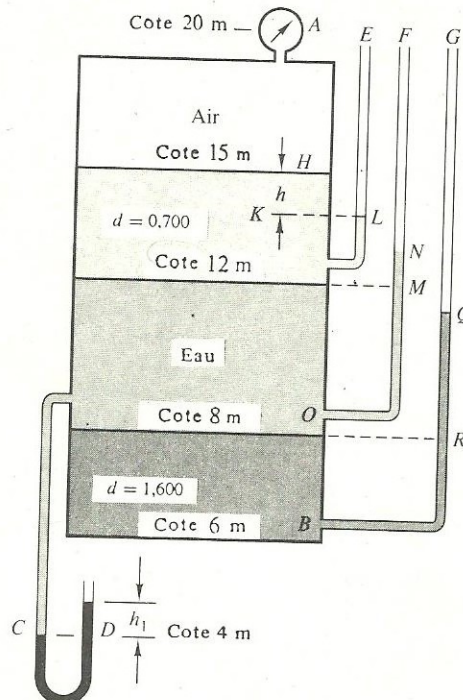 Cote 20 m
A
E F G
Air
Cote 15 m H
h
K L
d = 0,700
Cote 12 m
N
M
Q
Eau
Cote 8 m O
R
d = 1,600
Cote 6 m B
C D h1 Cote 4 m